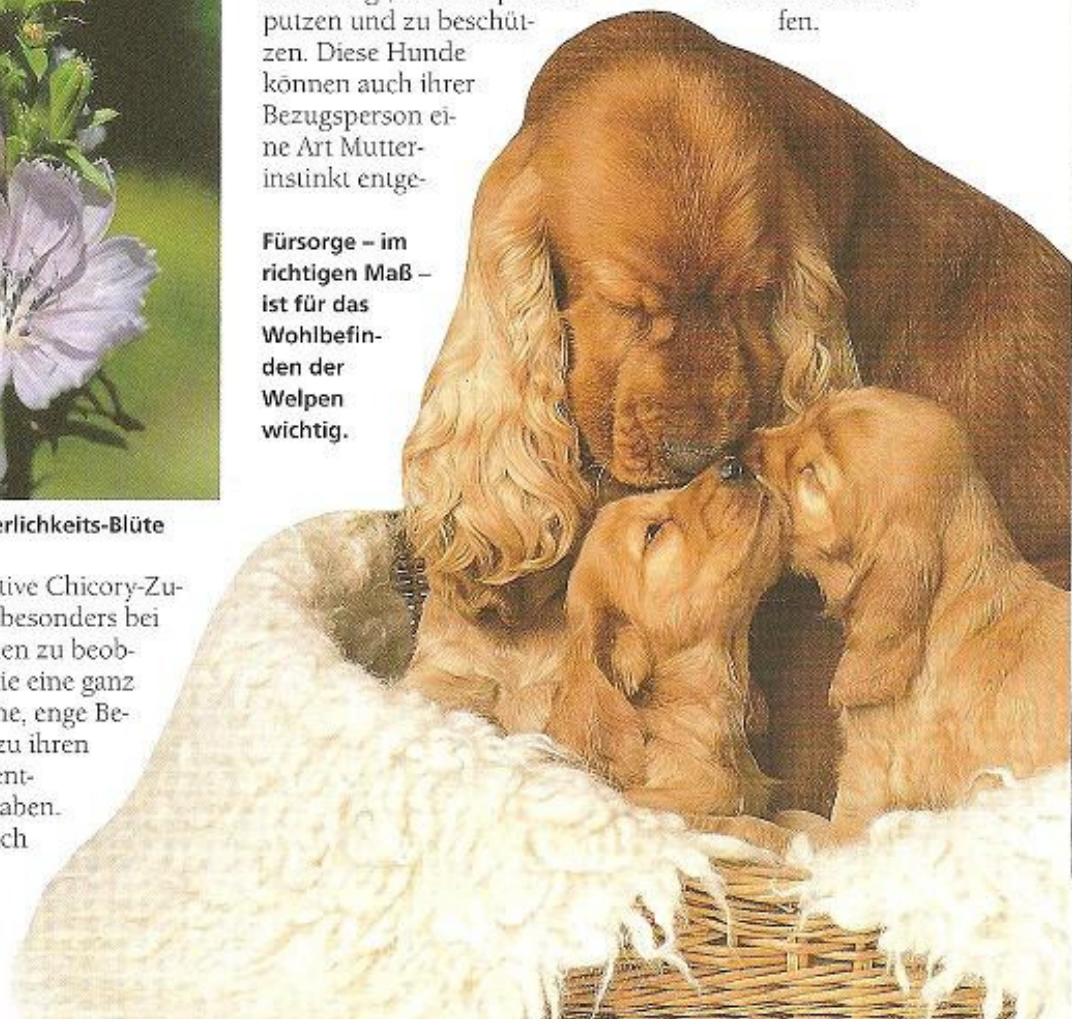 putzen und zu beschüt-
zen. Diese Hunde
können auch ihrer
Bezugsperson ei-
ne Art Mutter-
instinkt entge-
Fürsorge – im
richtigen Maß –
ist für das
Wohlbefin-
den der
Welpen
wichtig.
erlichkeits-Blüte
tive Chicory-Zu-
besonders bei
en zu beob-
ie eine ganz
ne, enge Be-
zu ihren
ent-
aben.
ch
fen.